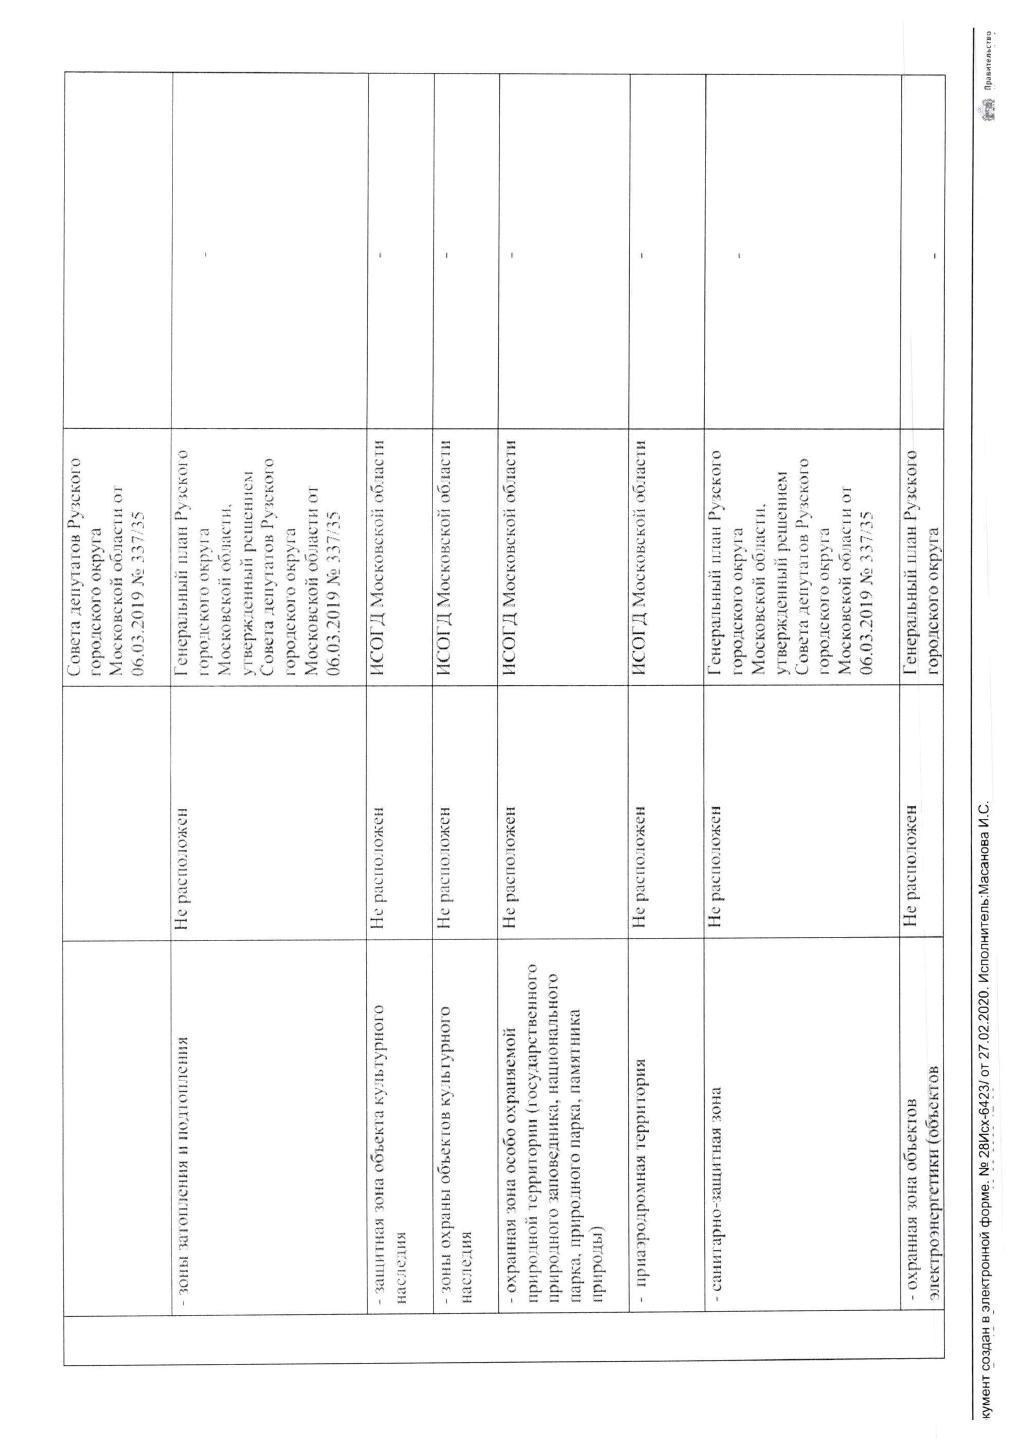 Совета депутатов Рузского
городского округа
Московской области от
06.03.2019 № 337/35
- зоны затопления и подтопления
Не расположен
Генеральный план Рузского
городского округа
Московской области,
утвержденный решением
Совета депутатов Рузского
городского округа
Московской области от
06.03.2019 № 337/35
-
- защитная зона объекта культурного
наследия
Не расположен
ИСОГД Московской области
-
- зоны охраны объектов культурного
наследия
Не расположен
ИСОГД Московской области
-
- охранная зона особо охраняемой
природной территории (государственного
природного заповедника, национального
парка, природного парка, памятника
природы)
Не расположен
ИСОГД Московской области
-
- приаэродромная территория
Не расположен
ИСОГД Московской области
-
- санитарно-защитная зона
Не расположен
Генеральный план Рузского
городского округа
Московской области,
утвержденный решением
Совета депутатов Рузского
городского округа
Московской области от
06.03.2019 № 337/35
-
- охранная зона объектов
электроэнергетики (объектов
Не расположен
Генеральный план Рузского
городского округа
-
кумент создан в электронной форме. № 28Исх-6423/ от 27.02.2020. Исполнитель:Масанова И.С.
Правительство